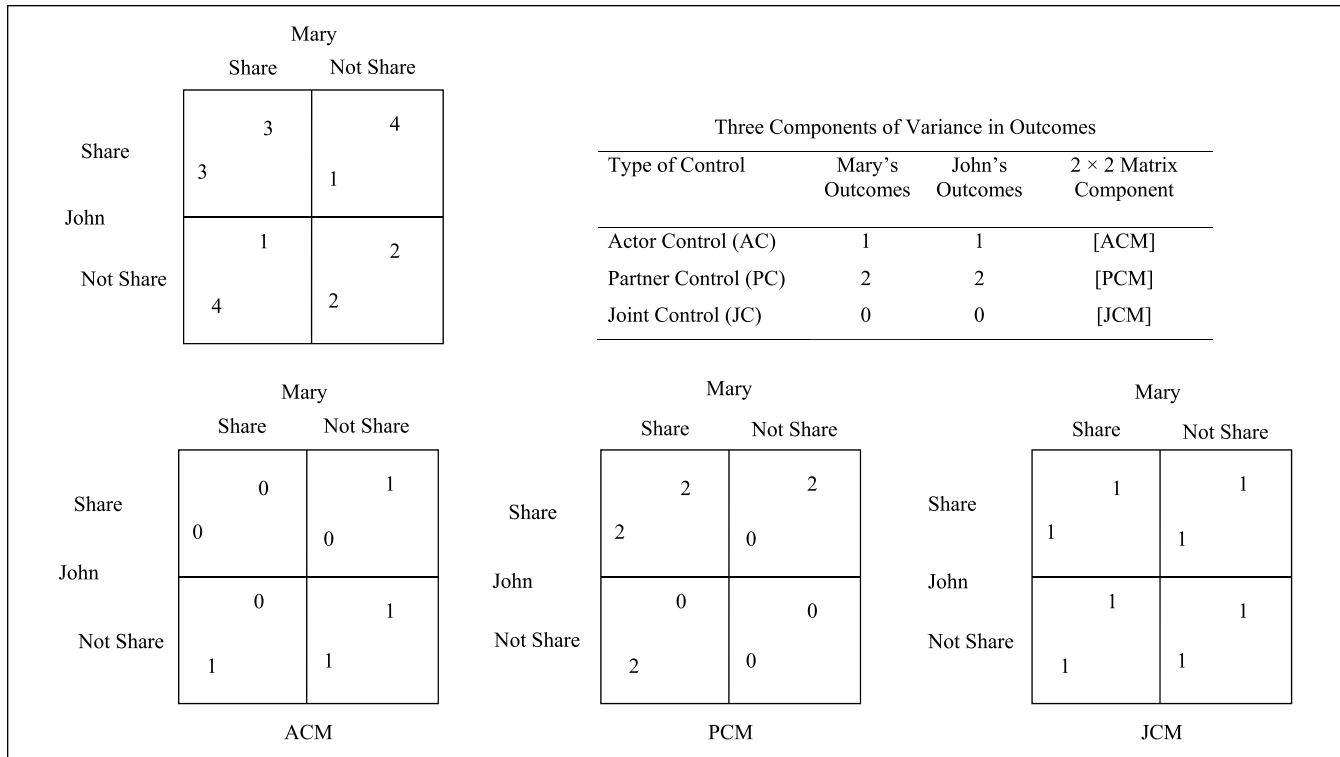 Mary
Share Not Share
3 4
Share
3 1
John
1 2
Not Share
4 2
Three Components of Variance in Outcomes
Type of Control Mary's Outcomes John's Outcomes 2 × 2 Matrix Component
Actor Control (AC) 1 1 [ACM]
Partner Control (PC) 2 2 [PCM]
Joint Control (JC) 0 0 [JCM]
Mary
Share Not Share
0 1
Share
0 0
John
0 1
Not Share
1 1
ACM
Mary
Share Not Share
2 2
Share
2 0
John
0 0
Not Share
2 0
PCM
Mary
Share Not Share
1 1
Share
1 1
John
1 1
Not Share
1 1
JCM